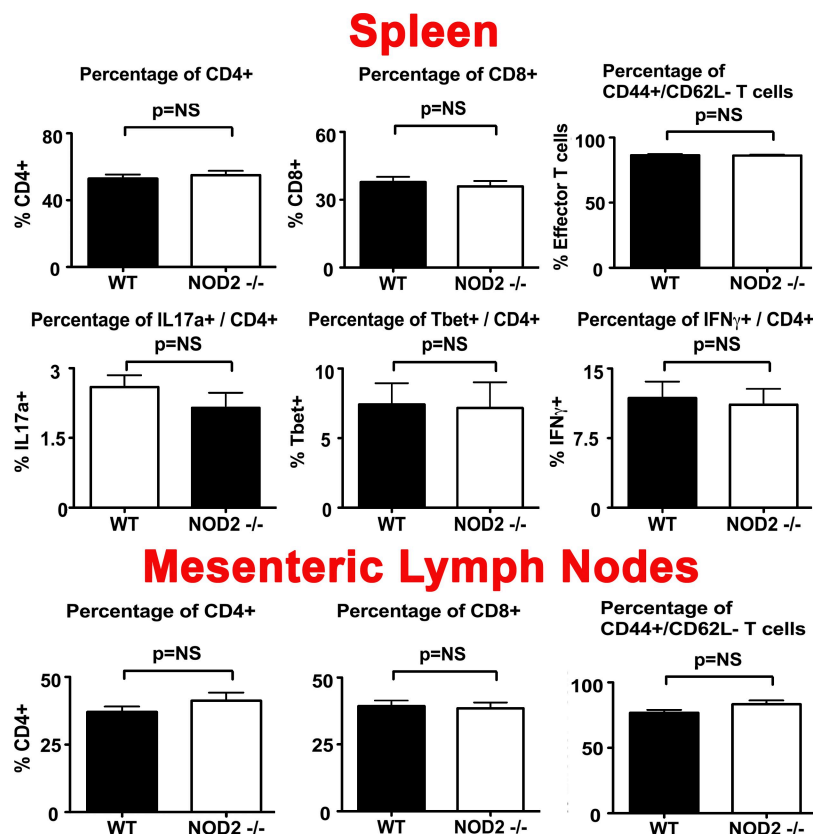 Spleen
Percentage of CD4+
p=NS
% CD4+
80
40
0
WT NOD2 -/-
Percentage of CD8+
p=NS
% CD8+
60
30
0
WT NOD2 -/-
Percentage of
CD44+/CD62L- T cells
p=NS
% Effector T cells
100
50
0
WT NOD2 -/-
Percentage of IL17a+ / CD4+
p=NS
% IL17a+
3
1.5
0
WT NOD2 -/-
Percentage of Tbet+ / CD4+
p=NS
% Tbet+
10
5
0
WT NOD2 -/-
Percentage of IFNγ+ / CD4+
p=NS
% IFNγ+
15
7.5
0
WT NOD2 -/-
Mesenteric Lymph Nodes
Percentage of CD4+
p=NS
% CD4+
50
25
0
WT NOD2 -/-
Percentage of CD8+
p=NS
50
25
0
WT NOD2 -/-
Percentage of
CD44+/CD62L- T cells
p=NS
100
50
0
WT NOD2 -/-